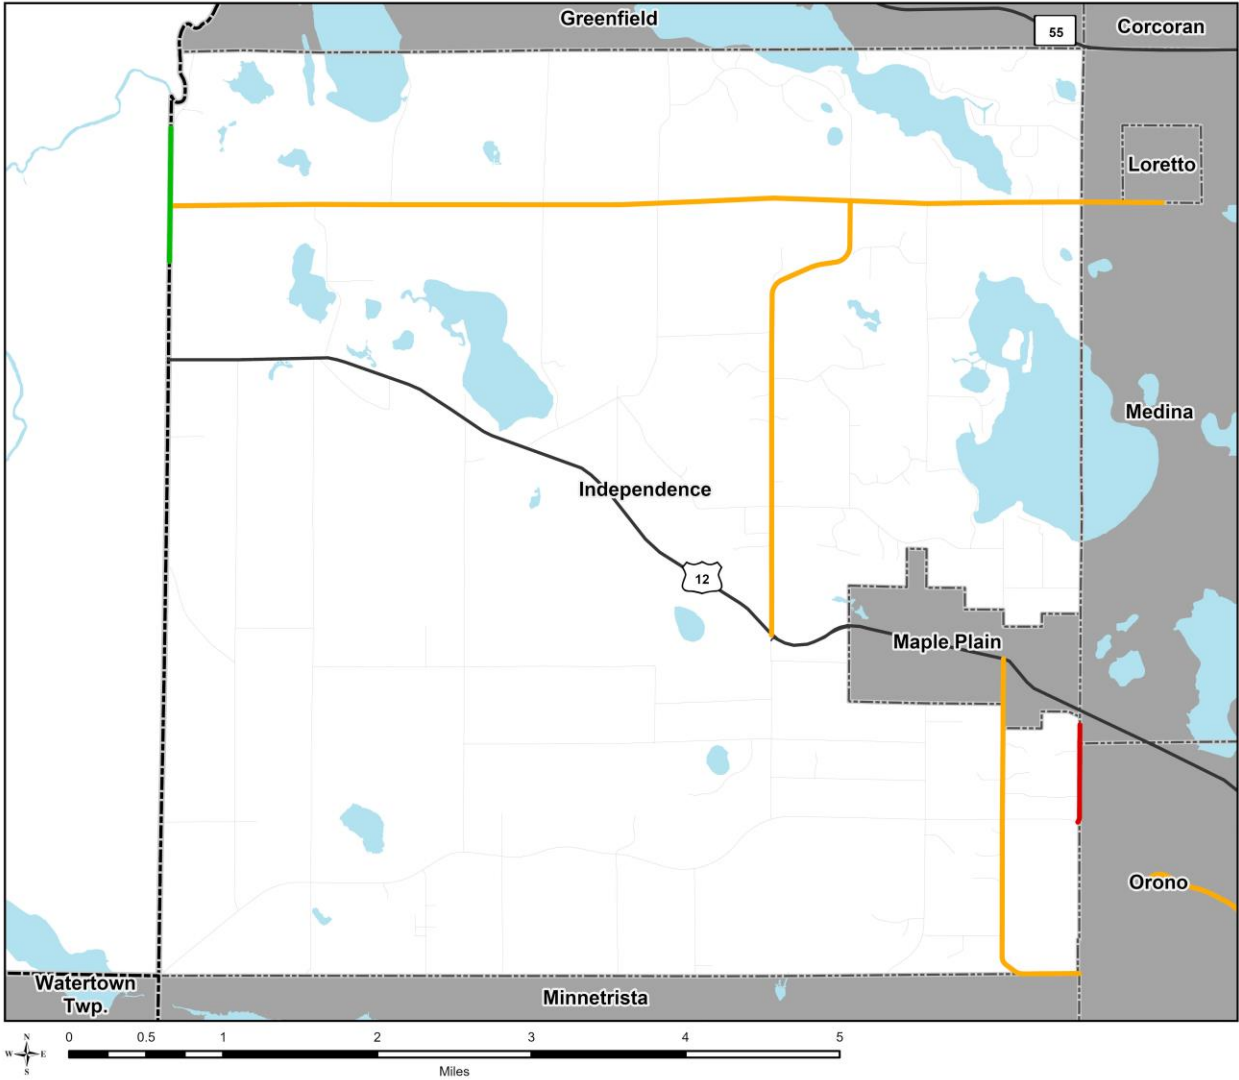 Greenfield
55
Corcoran
Loretto
Medina
Independence
12
Maple Plain
Orono
Watertown
Twp.
Minnetrista
N
W E
S
0 0.5 1 2 3 4 5
Miles